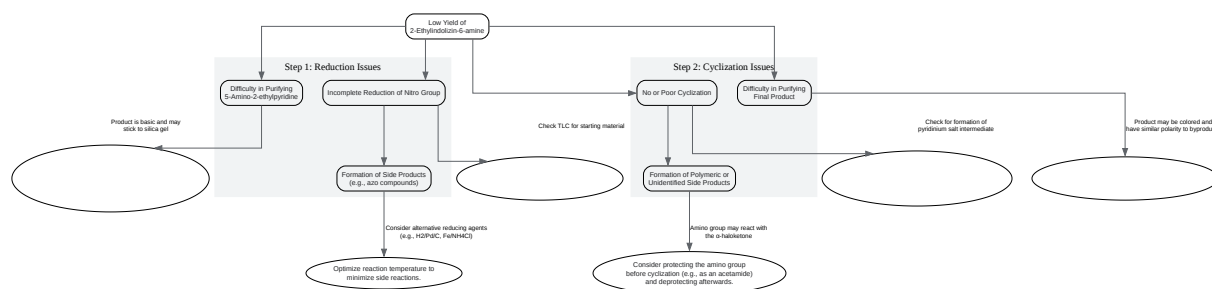 Low Yield of
2-Ethylindolizin-6-amine
Step 1: Reduction Issues
Step 2: Cyclization Issues
Difficulty in Purifying
5-Amino-2-ethylpyridine
Incomplete Reduction of Nitro Group
No or Poor Cyclization
Difficulty in Purifying
Final Product
Product is basic and may
stick to silica gel
Check TLC for starting material
Check for formation of
pyridinium salt intermediate
Product may be colored and
have similar polarity to byprodu
Formation of Side Products
(e.g., azo compounds)
Formation of Polymeric or
Unidentified Side Products
Consider alternative reducing agents
(e.g., H2/Pd/C, Fe/NH4Cl)
Amino group may react with
the α-haloketone
Optimize reaction temperature to
minimize side reactions.
Consider protecting the amino group
before cyclization (e.g., as an acetamide)
and deprotecting afterwards.